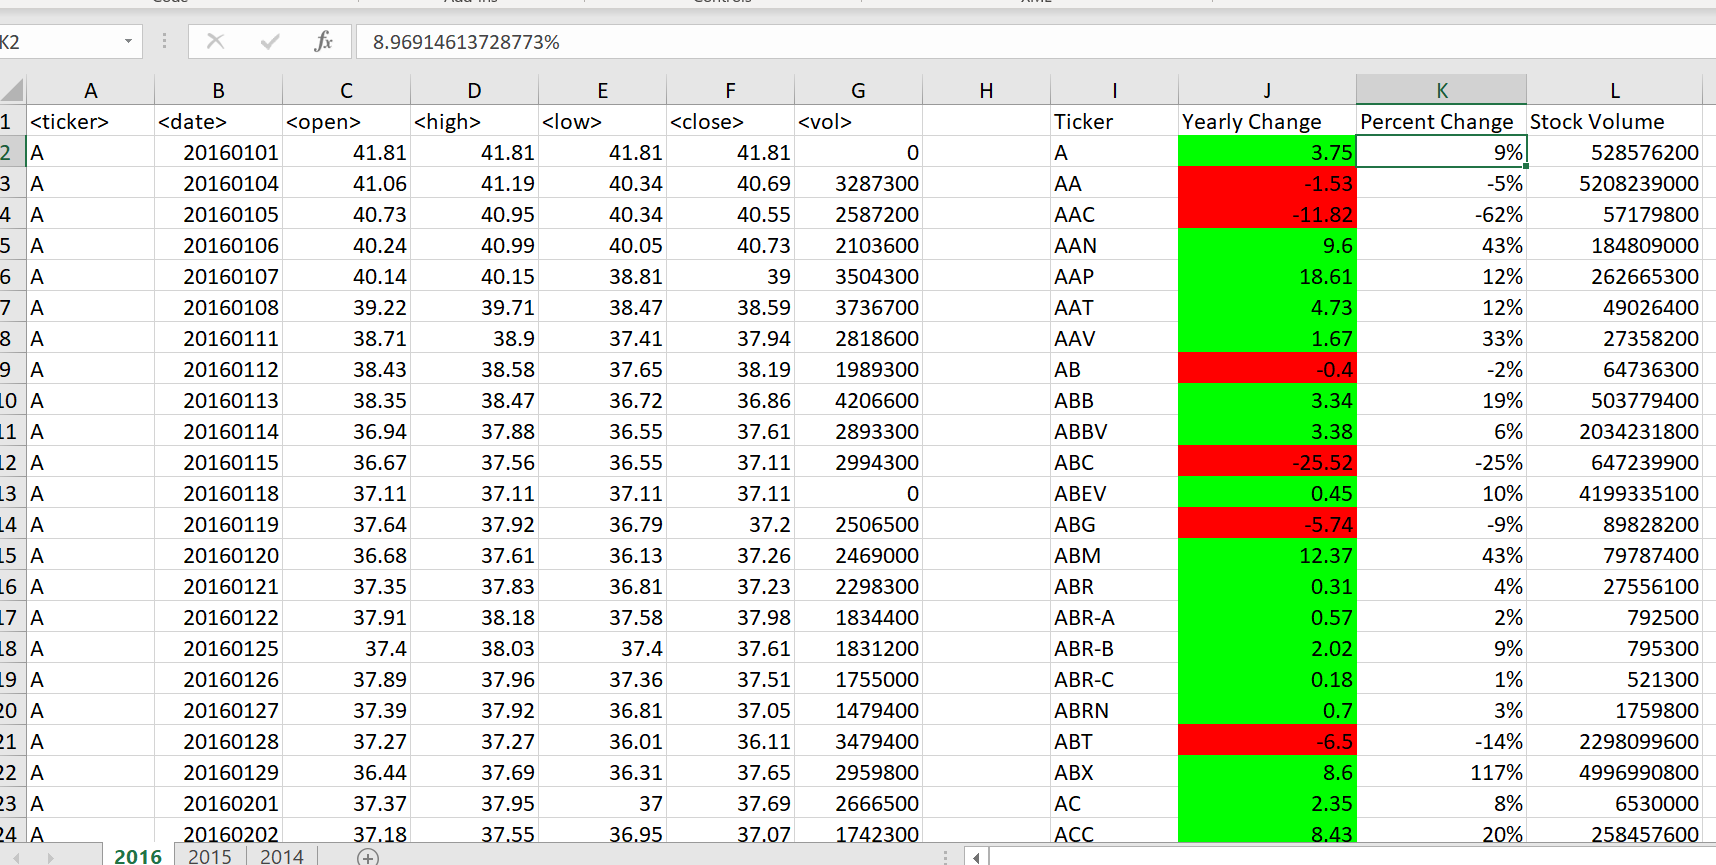 K2 fx 8.96914613728773%
A B C D E F G H I J K L
1 <ticker> <date> <open> <high> <low> <close> <vol> Ticker Yearly Change Percent Change Stock Volume
2 A 20160101 41.81 41.81 41.81 41.81 0 A 3.75 9% 528576200
3 A 20160104 41.06 41.19 40.34 40.69 3287300 AA -1.53 -5% 5208239000
4 A 20160105 40.73 40.95 40.34 40.55 2587200 AAC -11.82 -62% 57179800
5 A 20160106 40.24 40.99 40.05 40.73 2103600 AAN 9.6 43% 184809000
6 A 20160107 40.14 40.15 38.81 39 3504300 AAP 18.61 12% 262665300
7 A 20160108 39.22 39.71 38.47 38.59 3736700 AAT 4.73 12% 49026400
8 A 20160111 38.71 38.9 37.41 37.94 2818600 AAV 1.67 33% 27358200
9 A 20160112 38.43 38.58 37.65 38.19 1989300 AB -0.4 -2% 64736300
10 A 20160113 38.35 38.47 36.72 36.86 4206600 ABB 3.34 19% 503779400
11 A 20160114 36.94 37.88 36.55 37.61 2893300 ABBV 3.38 6% 2034231800
12 A 20160115 36.67 37.56 36.55 37.11 2994300 ABC -25.52 -25% 647239900
13 A 20160118 37.11 37.11 37.11 37.11 0 ABEV 0.45 10% 4199335100
14 A 20160119 37.64 37.92 36.79 37.2 2506500 ABG -5.74 -9% 89828200
15 A 20160120 36.68 37.61 36.13 37.26 2469000 ABM 12.37 43% 79787400
16 A 20160121 37.35 37.83 36.81 37.23 2298300 ABR 0.31 4% 27556100
17 A 20160122 37.91 38.18 37.58 37.98 1834400 ABR-A 0.57 2% 792500
18 A 20160125 37.4 38.03 37.4 37.61 1831200 ABR-B 2.02 9% 795300
19 A 20160126 37.89 37.96 37.36 37.51 1755000 ABR-C 0.18 1% 521300
20 A 20160127 37.39 37.92 36.81 37.05 1479400 ABRN 0.7 3% 1759800
21 A 20160128 37.27 37.27 36.01 36.11 3479400 ABT -6.5 -14% 2298099600
22 A 20160129 36.44 37.69 36.31 37.65 2959800 ABX 8.6 117% 4996990800
23 A 20160201 37.37 37.95 37 37.69 2666500 AC 2.35 8% 6530000
24 A 20160202 37.18 37.55 36.95 37.07 1742300 ACC 8.43 20% 258457600
2016 2015 2014